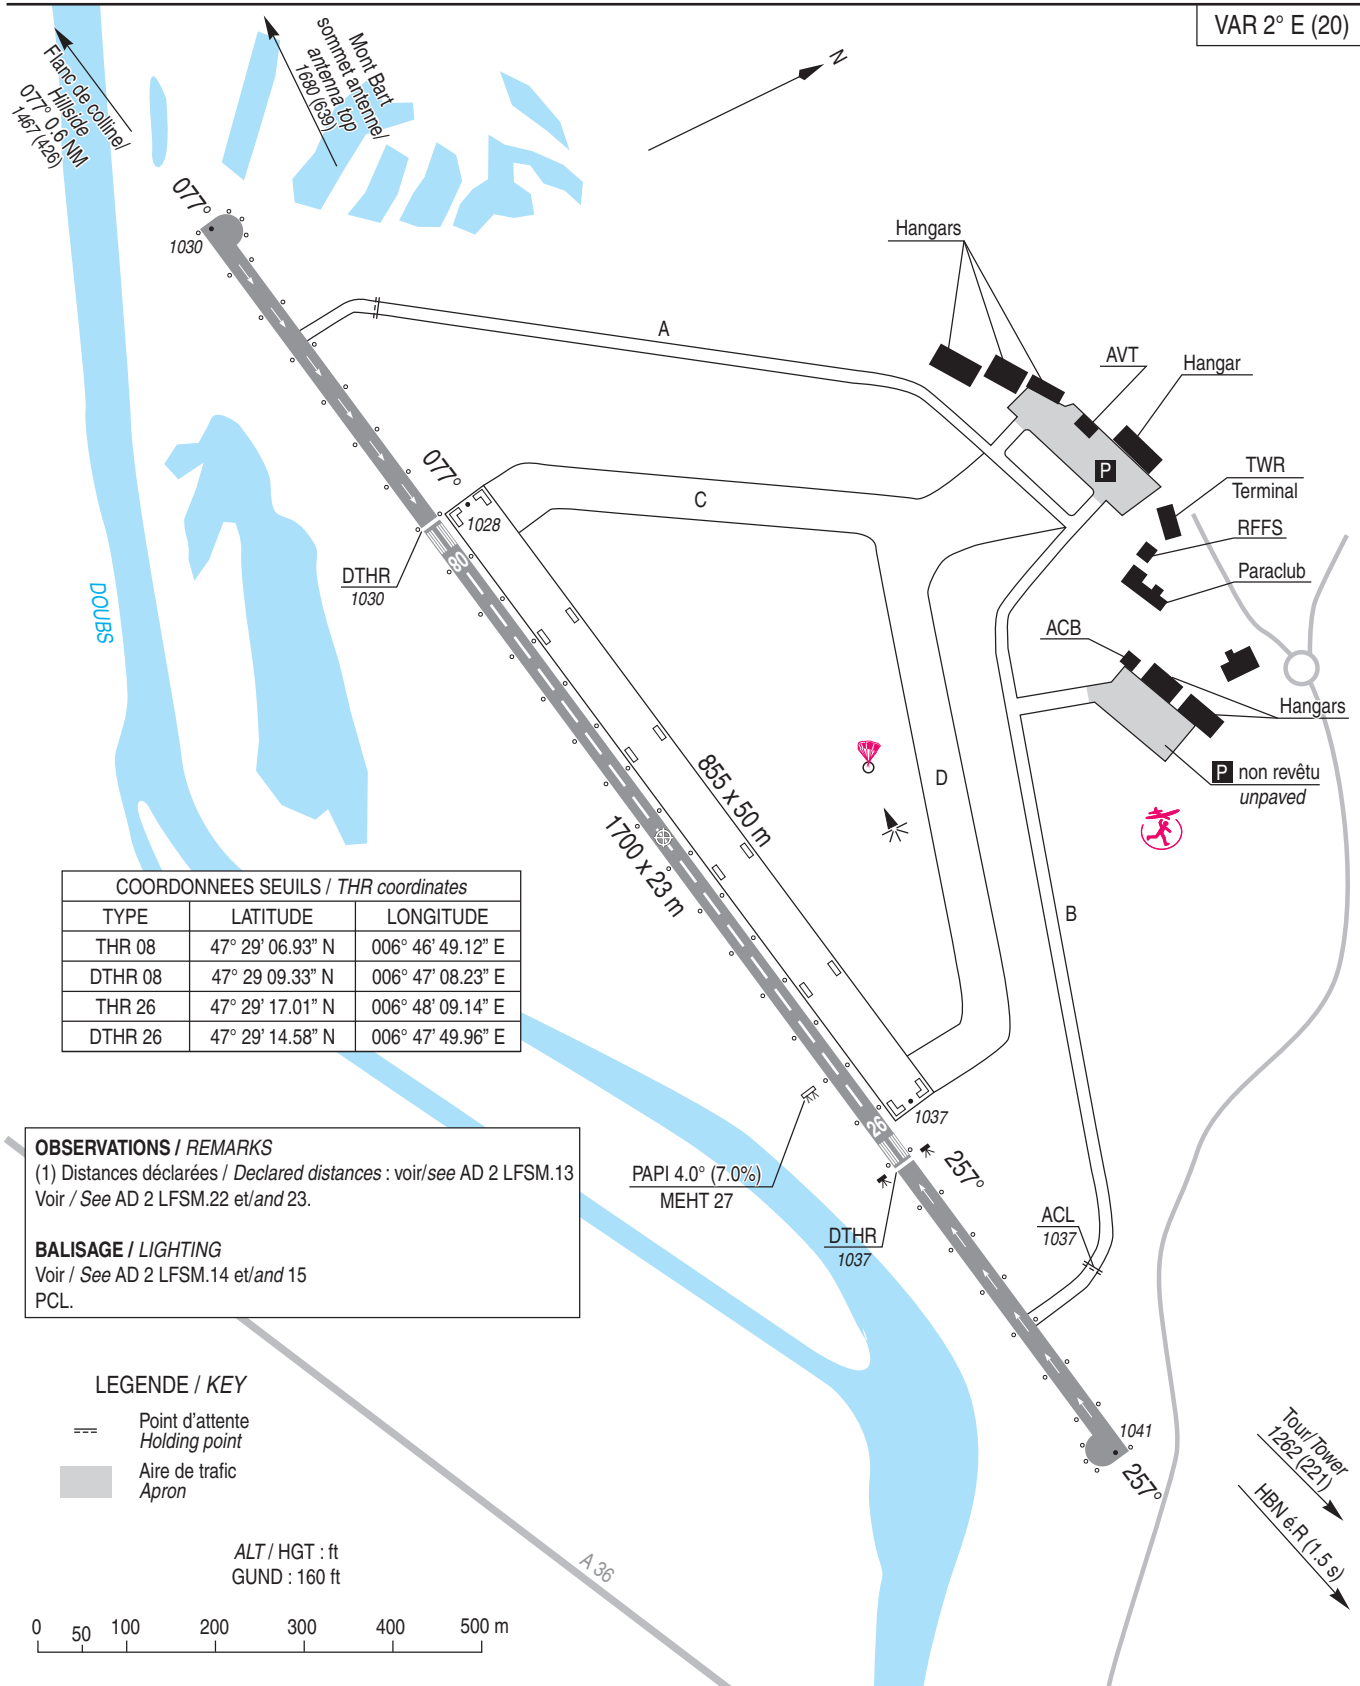 VAR 2° E (20)
Flanc de colline/
Hillside
077° 0.6 NM
1467 (426)
Mont Bart
sommet antenne/
antenna top
1680 (639)
N
077°
1030
Hangars
A
AVT
Hangar
P
TWR
Terminal
RFFS
Paraclub
077°
1028
C
DTHR
1030
80
DOUBS
ACB
Hangars
P non revêtu
unpaved
855 x 50 m
1700 x 23 m
D
B
COORDONNEES SEUILS / THR coordinates
TYPE LATITUDE LONGITUDE
THR 08 47° 29’ 06.93” N 006° 46’ 49.12” E
DTHR 08 47° 29 09.33” N 006° 47’ 08.23” E
THR 26 47° 29’ 17.01” N 006° 48’ 09.14” E
DTHR 26 47° 29’ 14.58” N 006° 47’ 49.96” E
1037
26
257°
PAPI 4.0° (7.0%)
MEHT 27
DTHR
1037
ACL
1037
OBSERVATIONS / REMARKS
(1) Distances déclarées / Declared distances : voir/see AD 2 LFSM.13
Voir / See AD 2 LFSM.22 et/and 23.
BALISAGE / LIGHTING
Voir / See AD 2 LFSM.14 et/and 15
PCL.
1041
257°
LEGENDE / KEY
Point d’attente
Holding point
Aire de trafic
Apron
Tour/Tower
1262 (221)
HBN é.R (1.5 s)
A 36
ALT / HGT : ft
GUND : 160 ft
0 50 100 200 300 400 500 m